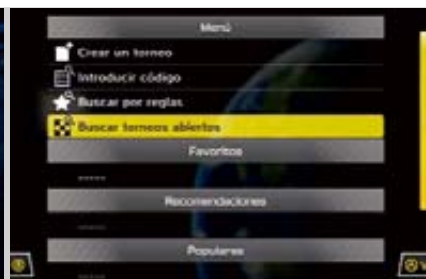 Menú
Crear un torneo
Introducir código
Buscar por reglas
Buscar torneos abiertos
Favoritos
-----
Recomendaciones
-----
Populares
-----